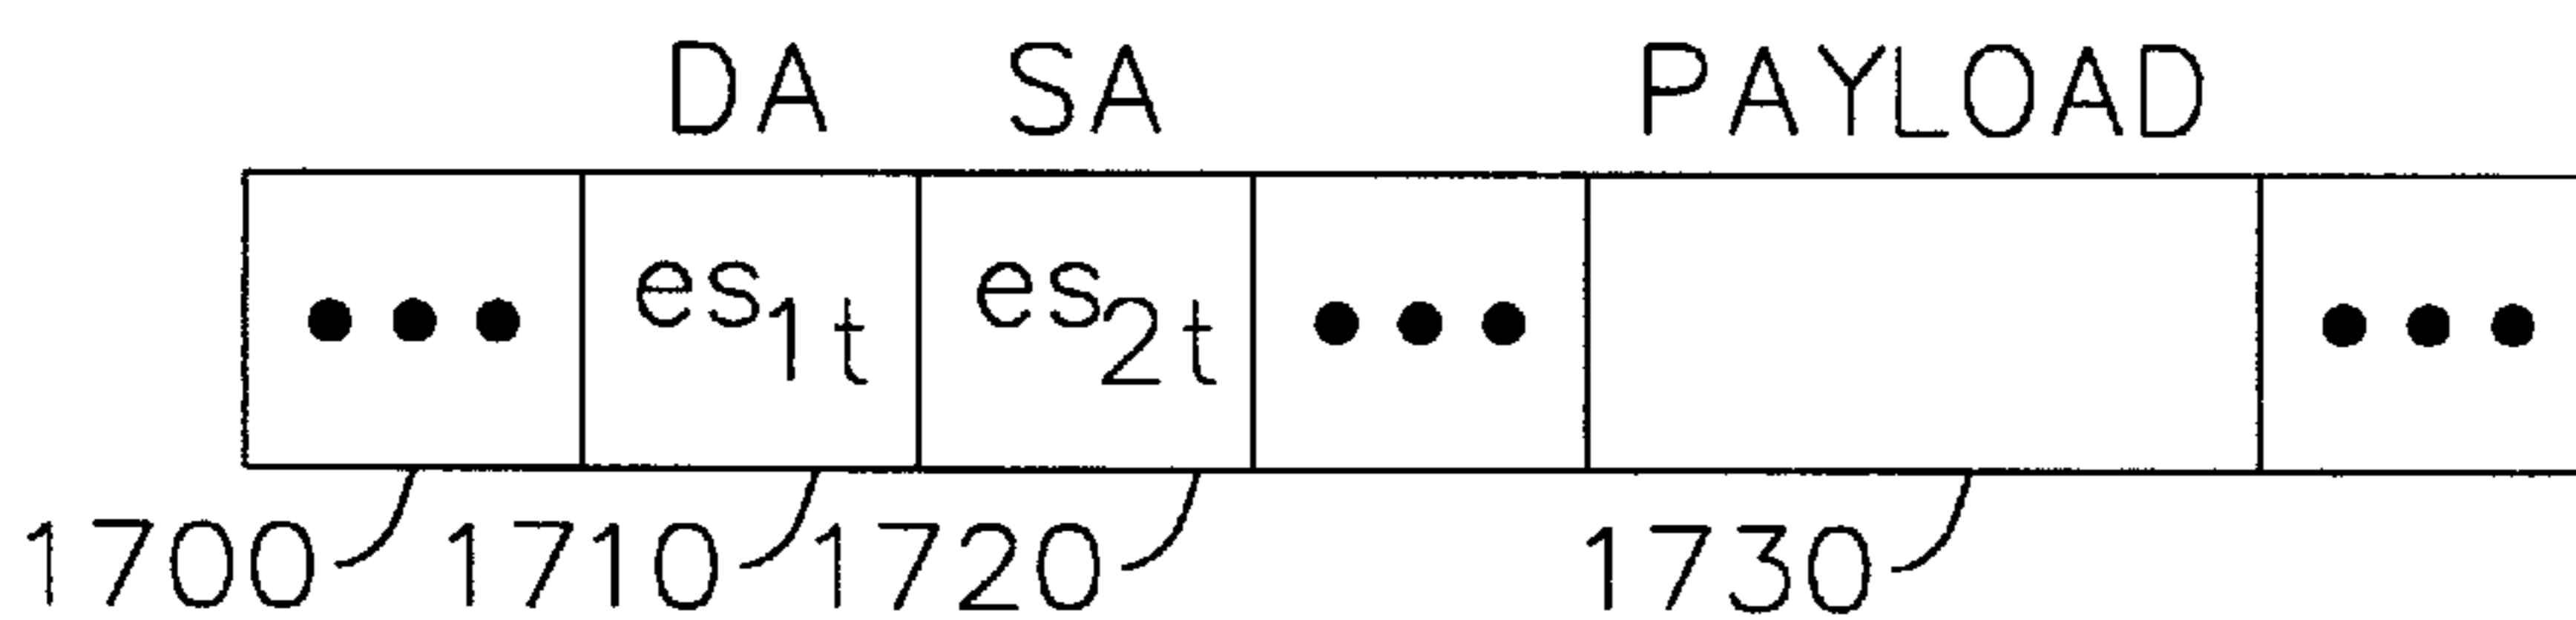 DA SA PAYLOAD
••• es1t es2t ••• •••
1700 1710 1720 1730